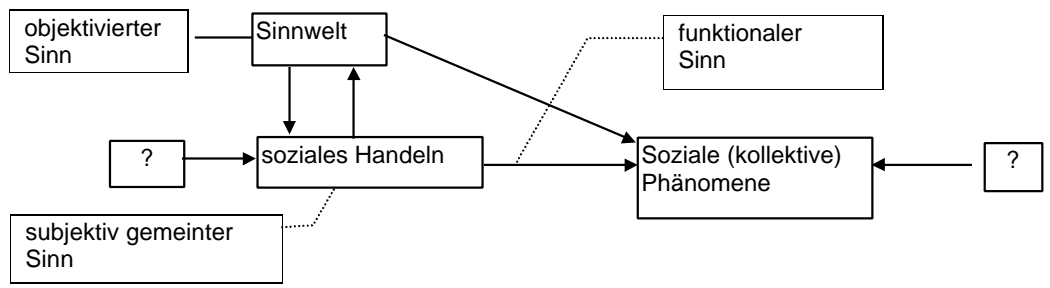 objektivierter
Sinn
Sinnwelt
funktionaler
Sinn
?
soziales Handeln
Soziale (kollektive)
Phänomene
?
subjektiv gemeinter
Sinn